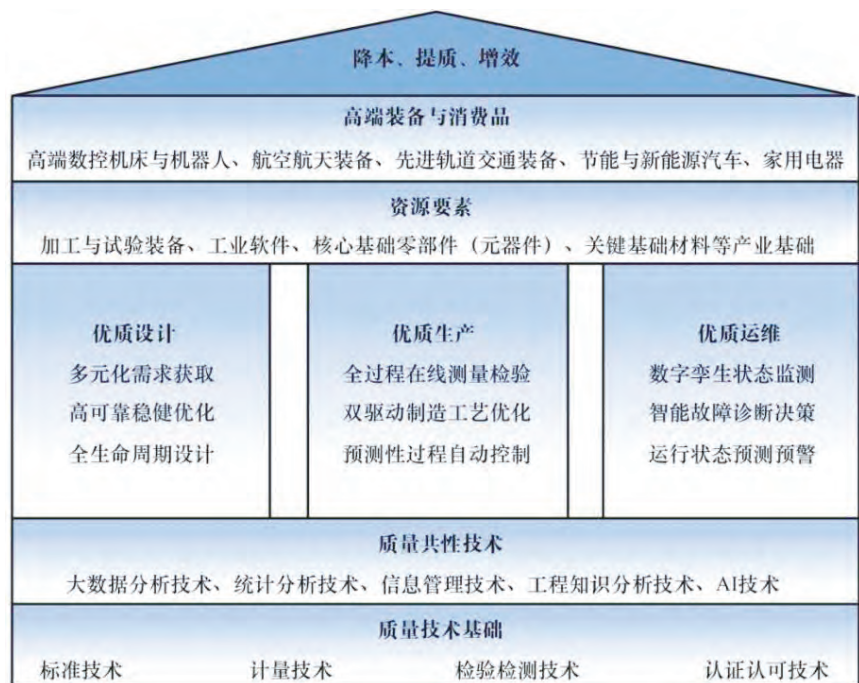 降本、提质、增效
高端装备与消费品
高端数控机床与机器人、航空航天装备、先进轨道交通装备、节能与新能源汽车、家用电器
资源要素
加工与试验装备、工业软件、核心基础零部件（元器件）、关键基础材料等产业基础
优质设计
多元化需求获取
高可靠稳健优化
全生命周期设计
优质生产
全过程在线测量检验
双驱动制造工艺优化
预测性过程自动控制
优质运维
数字孪生状态监测
智能故障诊断决策
运行状态预测预警
质量共性技术
大数据分析技术、统计分析技术、信息管理技术、工程知识分析技术、AI技术
质量技术基础
标准技术 计量技术 检验检测技术 认证认可技术